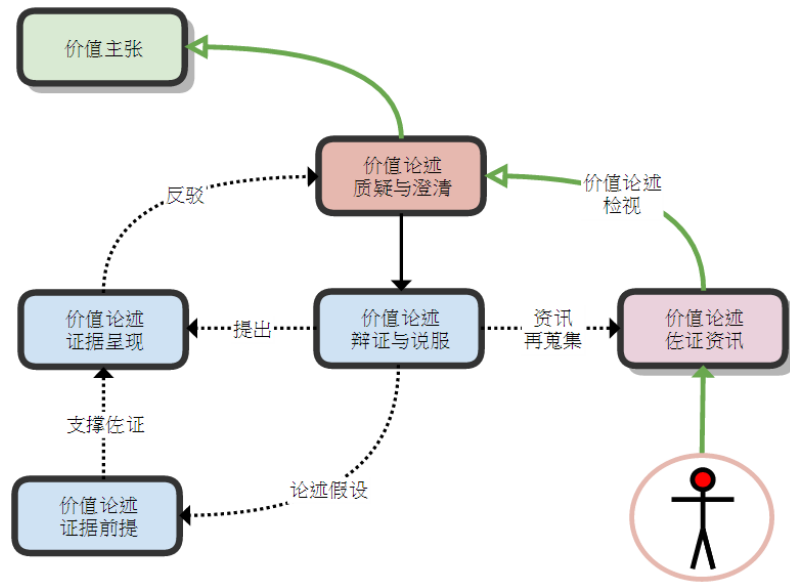 价值主张
价值论述
质疑与澄清
反驳
价值论述
检视
价值论述
证据呈现
提出
价值论述
辩证与说服
资讯
再蒐集
价值论述
佐证资讯
支撑佐证
论述假设
价值论述
证据前提